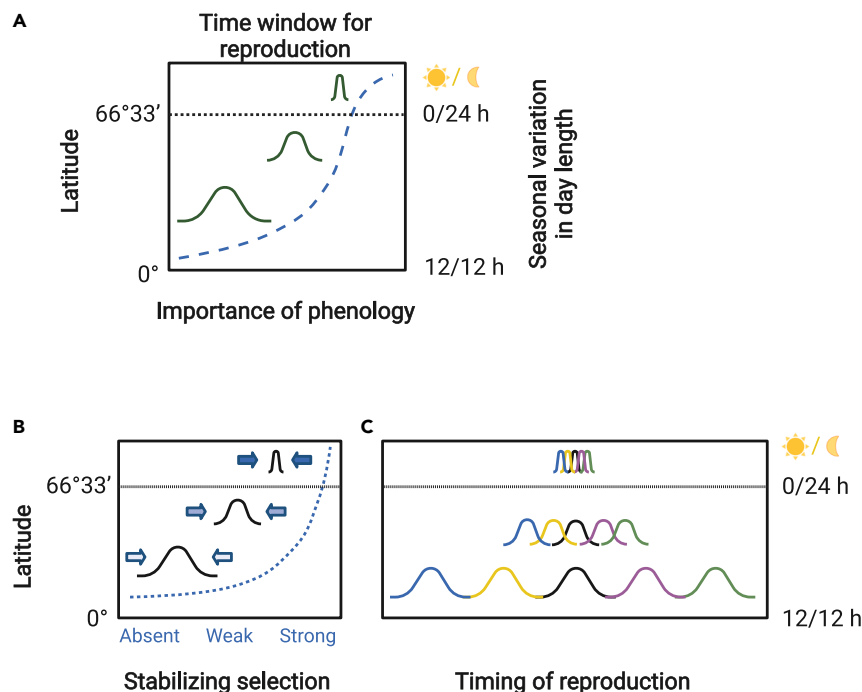 A
Time window for
reproduction
66°33′
0/24 h
Latitude
Seasonal variation
in day length
0°
12/12 h
Importance of phenology
B
C
66°33′
0/24 h
Latitude
0°
12/12 h
Absent
Weak
Strong
Stabilizing selection
Timing of reproduction